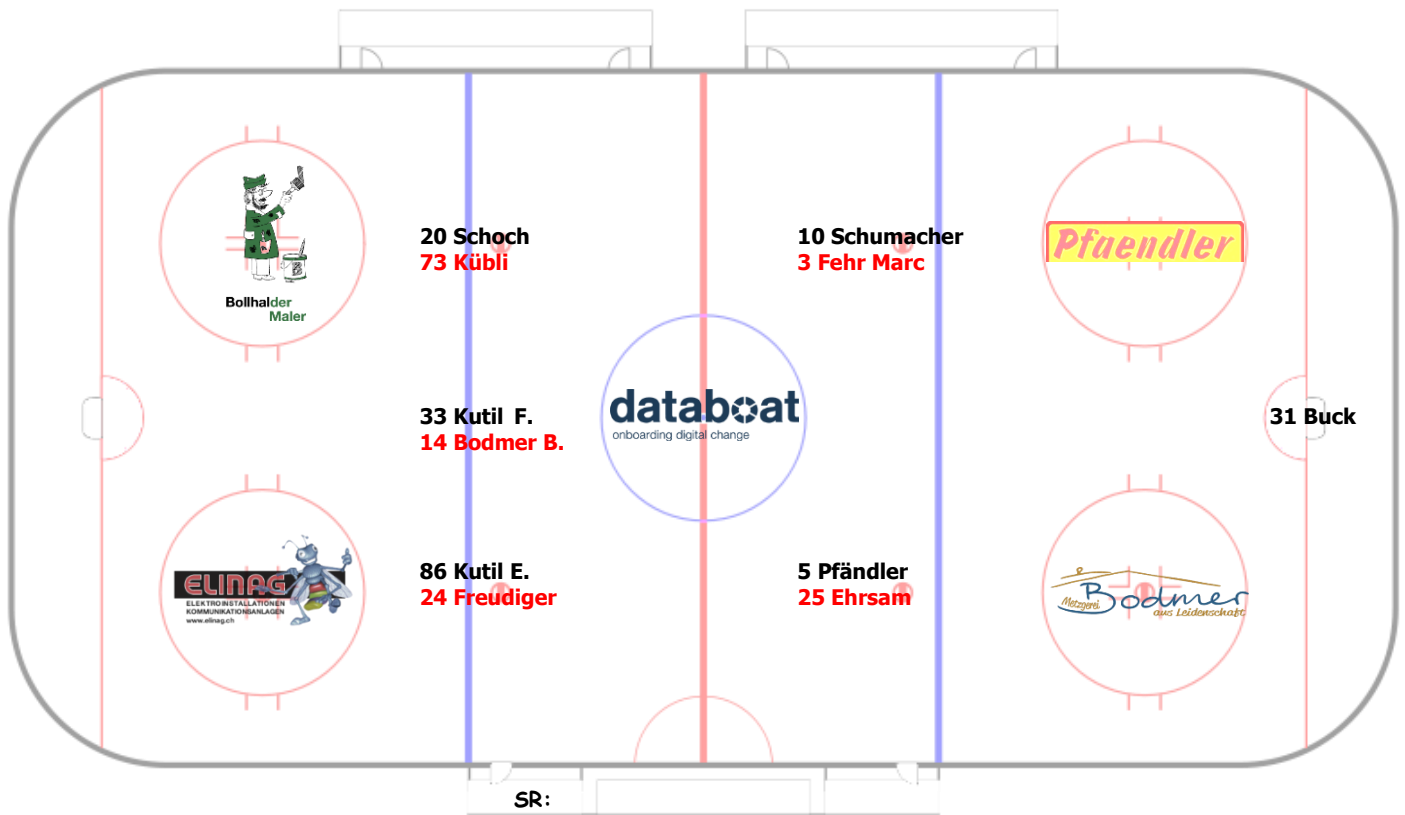 20 Schoch
73 Kübli
10 Schumacher
3 Fehr Marc
Pfaendler
Bollhalder
Maler
33 Kutil F.
14 Bodmer B.
databoat
onboarding digital change
31 Buck
86 Kutil E.
24 Freudiger
5 Pfändler
25 Ehrsam
ELINAG
ELEKTROINSTALLATIONEN
KOMMUNIKATIONSANLAGEN
www.elinag.ch
Metzgerei
Bodmer
aus Leidenschaft
SR: